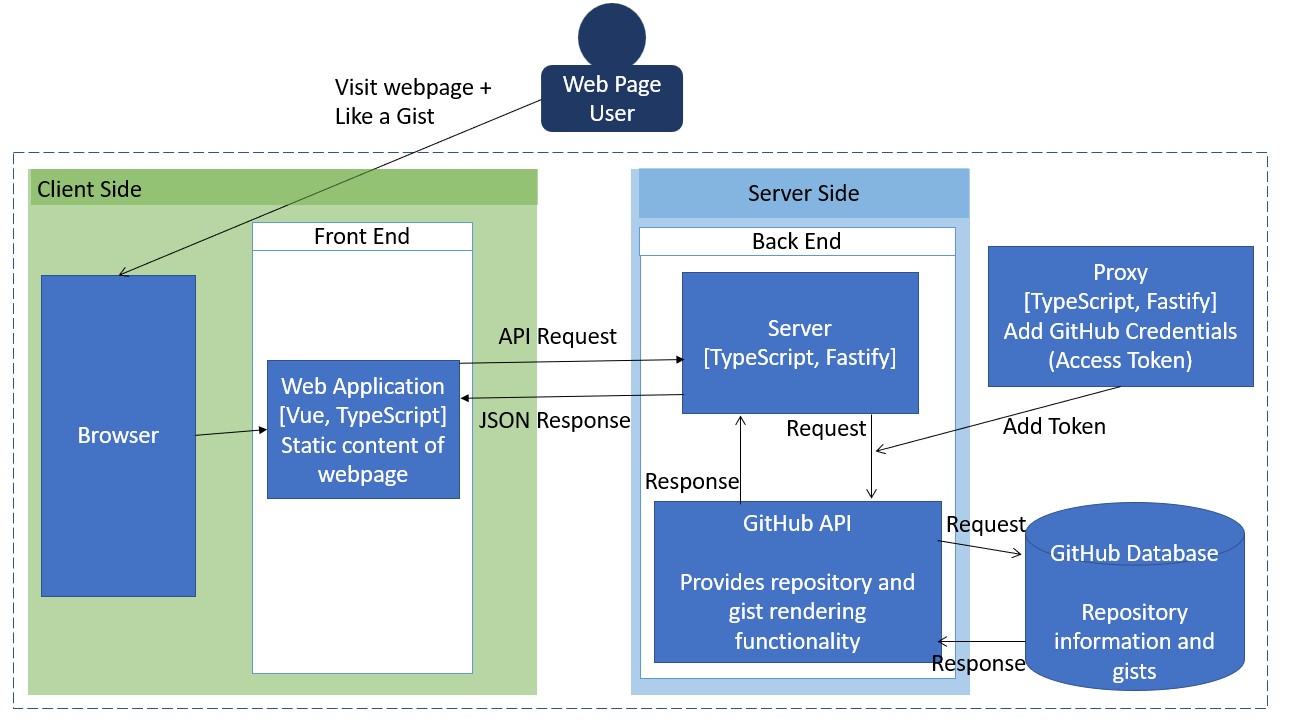 Web Page
User
Visit webpage +
Like a Gist
Client Side
Front End
Browser
Web Application
[Vue, TypeScript]
Static content of
webpage
API Request
JSON Response
Server Side
Back End
Server
[TypeScript, Fastify]
Request
Response
GitHub API
Provides repository and
gist rendering
functionality
Proxy
[TypeScript, Fastify]
Add GitHub Credentials
(Access Token)
Add Token
Request
Response
GitHub Database
Repository
information and
gists